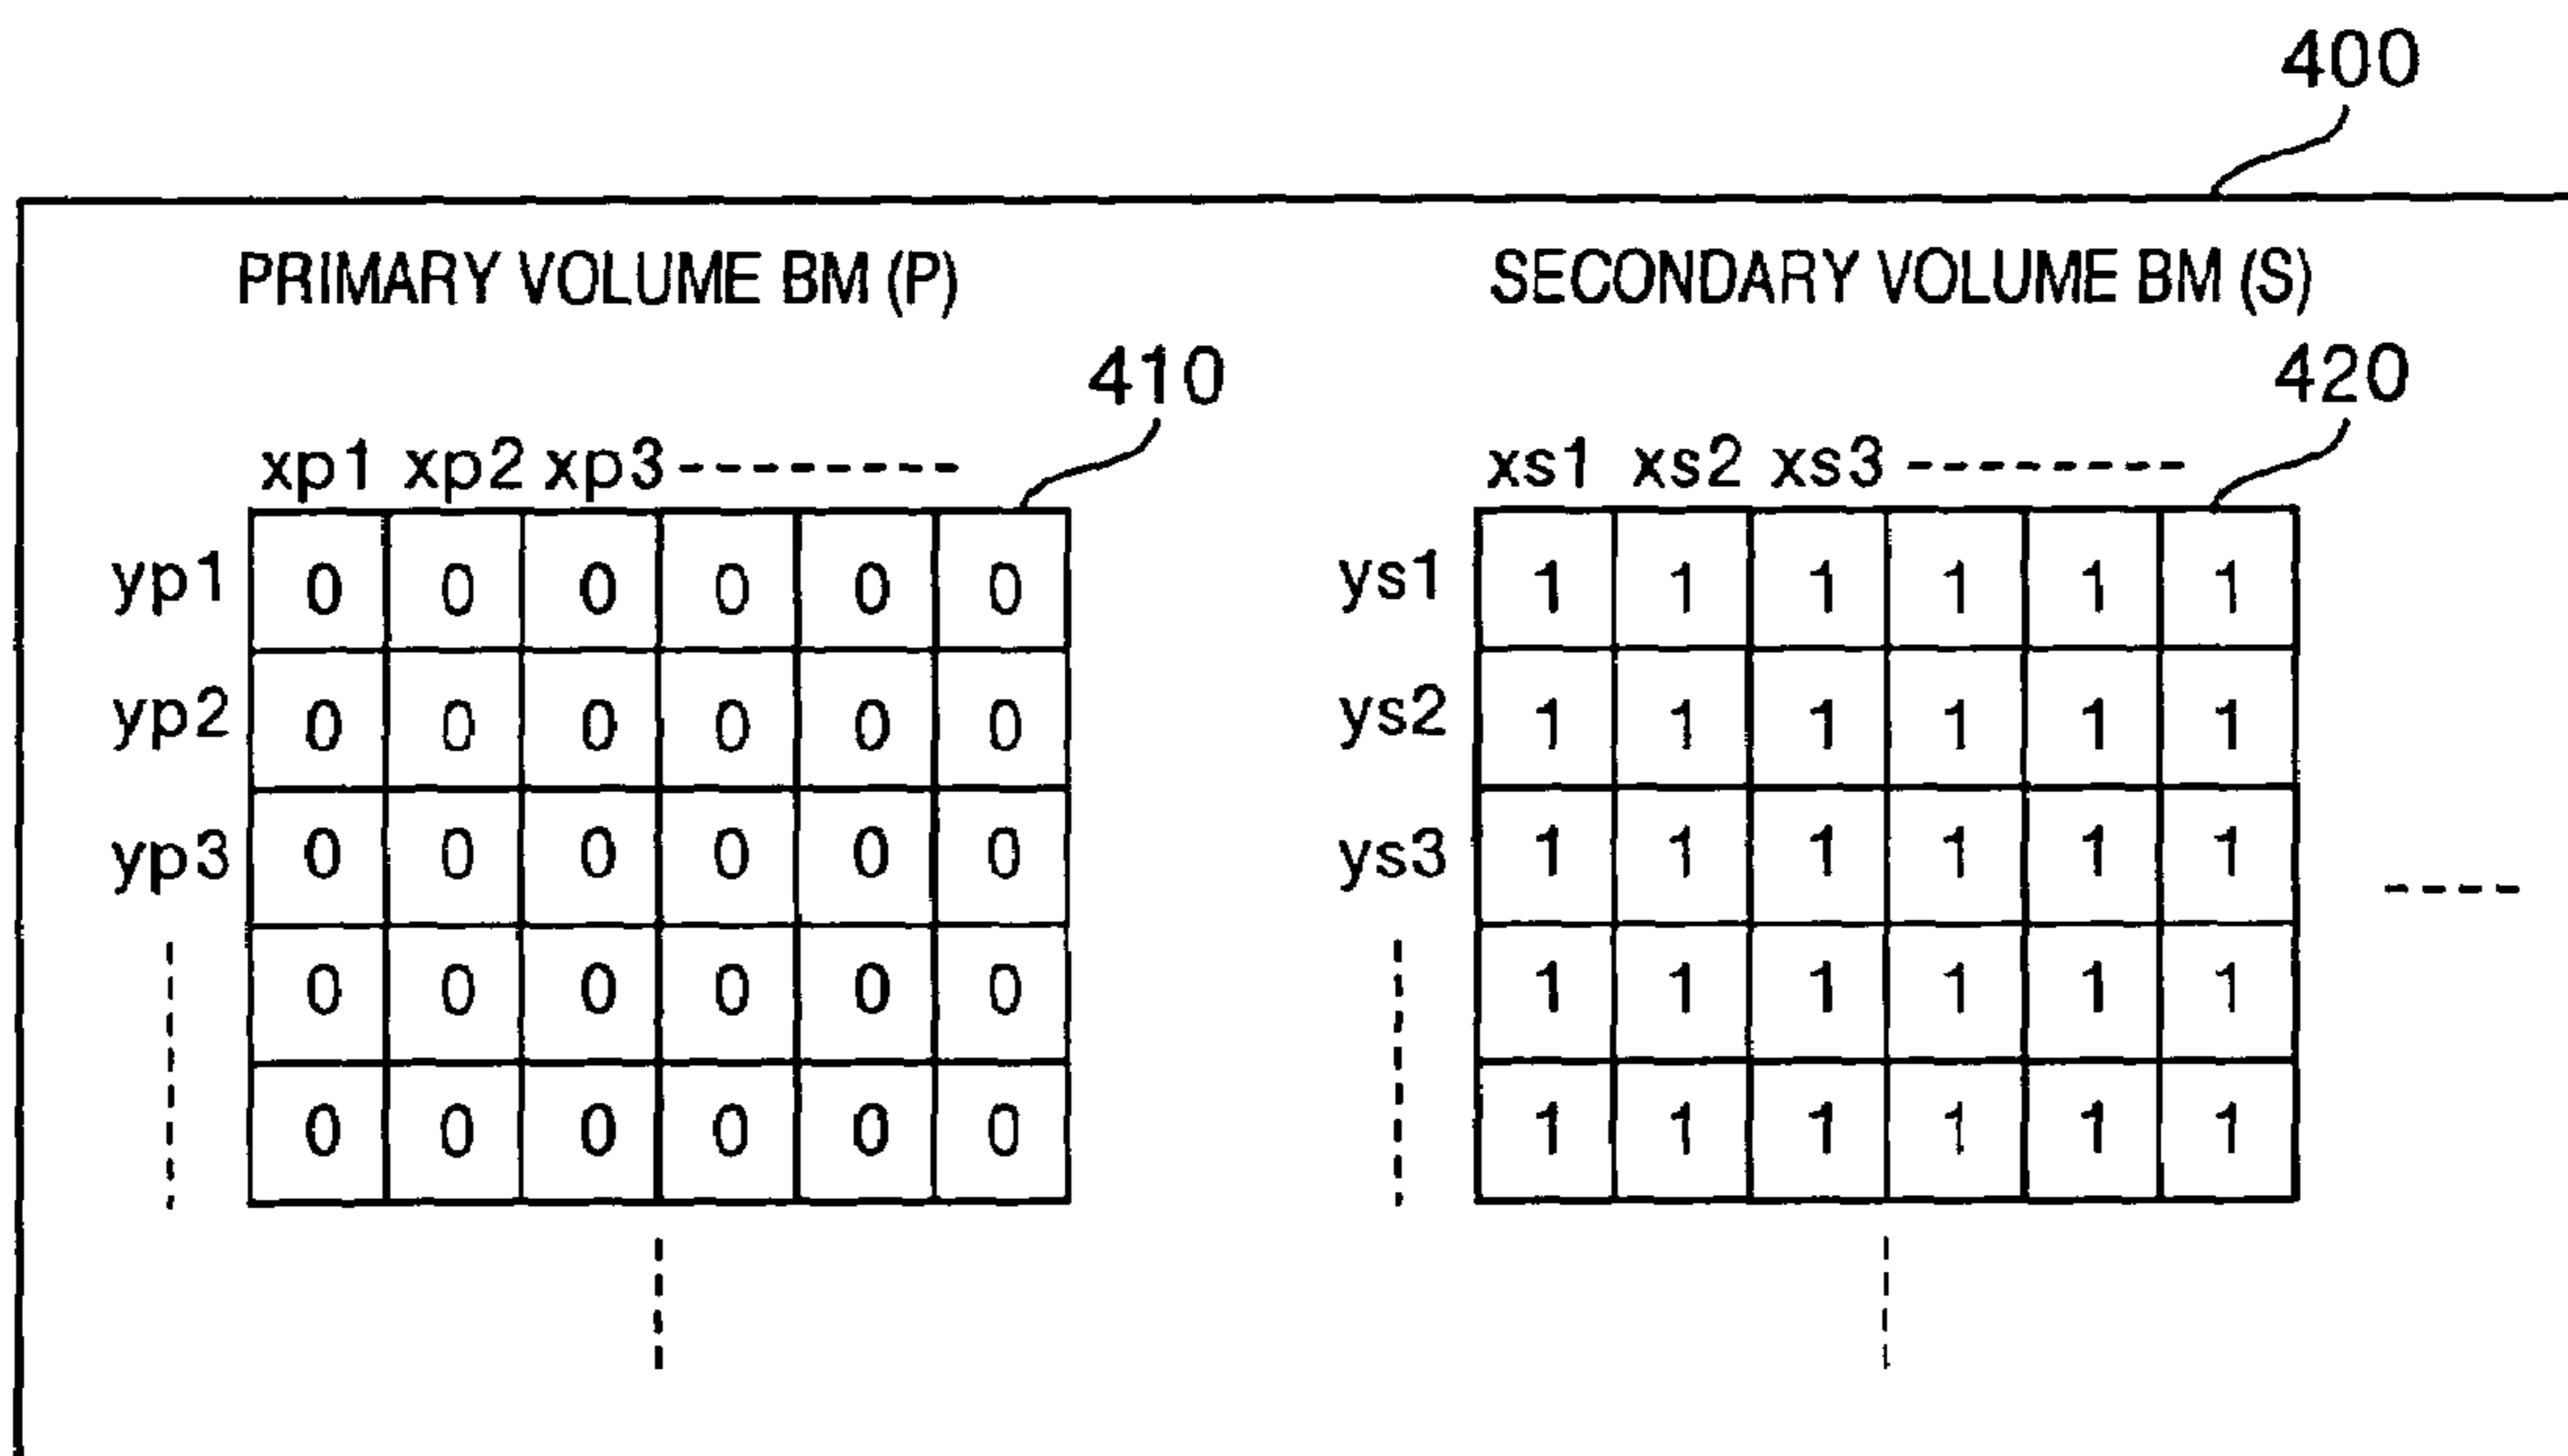 400
PRIMARY VOLUME BM (P)
SECONDARY VOLUME BM (S)
410
420
xp1 xp2 xp3
xs1 xs2 xs3
yp1 0 0 0 0 0 0
ys1 1 1 1 1 1 1
yp2 0 0 0 0 0 0
ys2 1 1 1 1 1 1
yp3 0 0 0 0 0 0
ys3 1 1 1 1 1 1
0 0 0 0 0 0
1 1 1 1 1 1
0 0 0 0 0 0
1 1 1 1 1 1